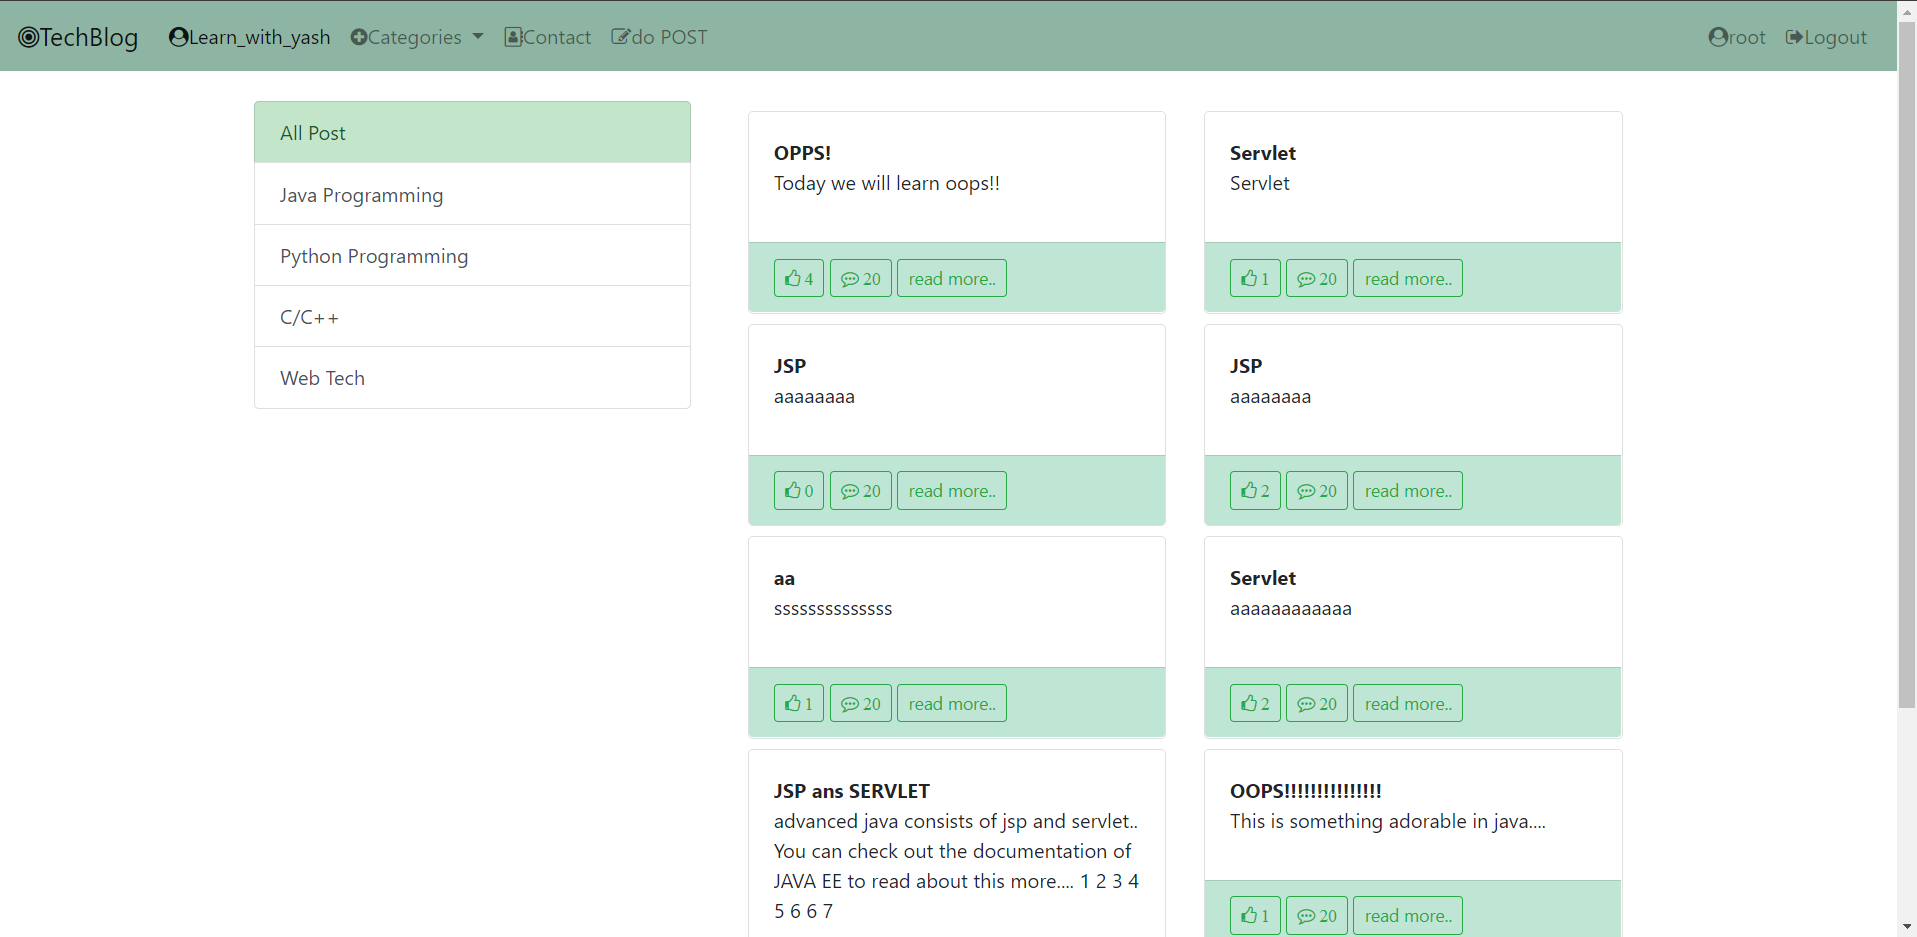 TechBlog Learn_with_yash Categories Contact do POST root Logout
All Post
Java Programming
Python Programming
C/C++
Web Tech
OPPS!
Today we will learn oops!!
4 20 read more..
Servlet
Servlet
1 20 read more..
JSP
aaaaaaaa
0 20 read more..
JSP
aaaaaaaa
2 20 read more..
aa
ssssssssssssss
1 20 read more..
Servlet
aaaaaaaaaaaa
2 20 read more..
JSP ans SERVLET
advanced java consists of jsp and servlet..
You can check out the documentation of
JAVA EE to read about this more.... 1 2 3 4
5 6 6 7
OOPS!!!!!!!!!!!!!!!
This is something adorable in java....
1 20 read more..